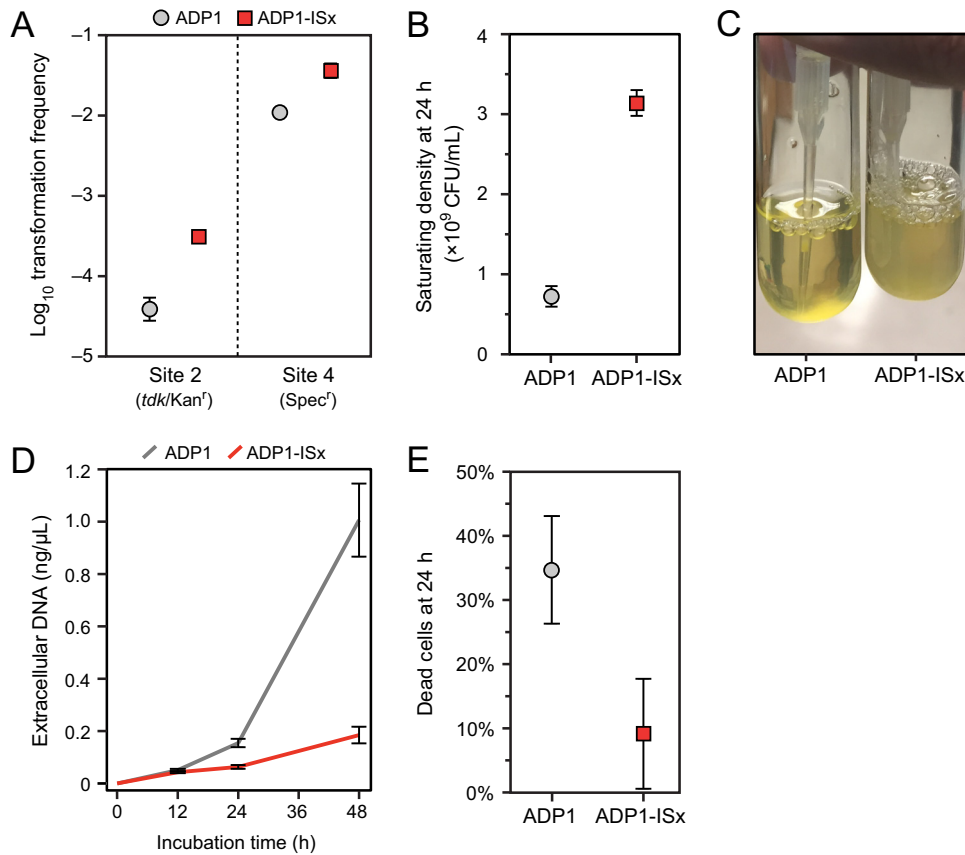 A
ADP1
ADP1-ISx
Log10 transformation frequency
–1
–2
–3
–4
–5
Site 2
(tdk/Kanʳ)
Site 4
(Specʳ)
B
Saturating density at 24 h
(×10⁹ CFU/mL)
4
3
2
1
0
ADP1
ADP1-ISx
C
ADP1
ADP1-ISx
D
ADP1
ADP1-ISx
Extracellular DNA (ng/µL)
1.2
1.0
0.8
0.6
0.4
0.2
0
0
12
24
36
48
Incubation time (h)
E
Dead cells at 24 h
50%
40%
30%
20%
10%
0%
ADP1
ADP1-ISx